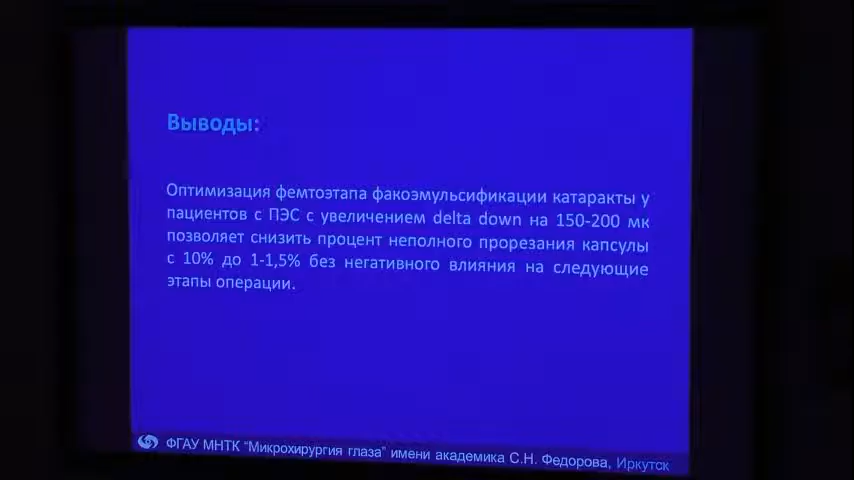 Выводы:
Оптимизация фемтоэтапа факоэмульсификации катаракты у
пациентов с ПЭС с увеличением delta down на 150-200 мк
позволяет снизить процент неполного прорезания капсулы
с 10% до 1-1,5% без негативного влияния на следующие
этапы операции.
ФГАУ МНТК "Микрохирургия глаза" имени академика С.Н. Федорова, Иркутск